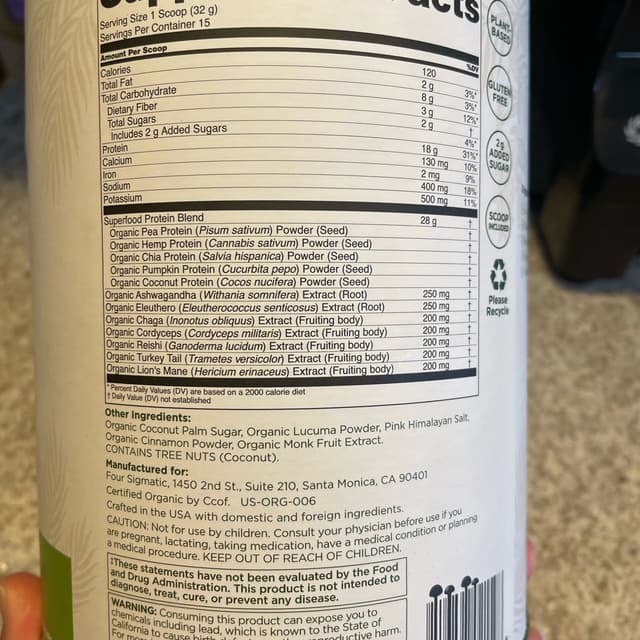 Serving Size 1 Scoop (32 g)
Servings Per Container 15
Amount Per Scoop %DV
Calories 120
Total Fat 2 g 3%*
Total Carbohydrate 8 g 3%*
Dietary Fiber 3 g 12%*
Total Sugars 2 g †
Includes 2 g Added Sugars 4%*
Protein 18 g 31%*
Calcium 130 mg 10%
Iron 2 mg 9%
Sodium 400 mg 18%
Potassium 500 mg 11%
Superfood Protein Blend 28 g †
Organic Pea Protein (Pisum sativum) Powder (Seed) †
Organic Hemp Protein (Cannabis sativum) Powder (Seed) †
Organic Chia Protein (Salvia hispanica) Powder (Seed) †
Organic Pumpkin Protein (Cucurbita pepo) Powder (Seed) †
Organic Coconut Protein (Cocos nucifera) Powder (Seed) †
Organic Ashwagandha (Withania somnifera) Extract (Root) 250 mg †
Organic Eleuthero (Eleutherococcus senticosus) Extract (Root) 250 mg †
Organic Chaga (Inonotus obliquus) Extract (Fruiting body) 200 mg †
Organic Cordyceps (Cordyceps militaris) Extract (Fruiting body) 200 mg †
Organic Reishi (Ganoderma lucidum) Extract (Fruiting body) 200 mg †
Organic Turkey Tail (Trametes versicolor) Extract (Fruiting body) 200 mg †
Organic Lion's Mane (Hericium erinaceus) Extract (Fruiting body) 200 mg †
*Percent Daily Values (DV) are based on a 2000 calorie diet
† Daily Value (DV) not established
Other Ingredients:
Organic Coconut Palm Sugar, Organic Lucuma Powder, Pink Himalayan Salt,
Organic Cinnamon Powder, Organic Monk Fruit Extract.
CONTAINS TREE NUTS (Coconut).
Manufactured for:
Four Sigmatic, 1450 2nd St., Suite 210, Santa Monica, CA 90401
Certified Organic by Ccof. US-ORG-006
Crafted in the USA with domestic and foreign ingredients.
CAUTION: Not for use by children. Consult your physician before use if you
are pregnant, lactating, taking medication, have a medical condition or planning
a medical procedure. KEEP OUT OF REACH OF CHILDREN.
‡These statements have not been evaluated by the Food
and Drug Administration. This product is not intended to
diagnose, treat, cure, or prevent any disease.
WARNING: Consuming this product can expose you to
chemicals including lead, which is known to the State of
California to cause birth reproductive harm.
For
PLANT-
BASED
GLUTEN
FREE
2g
ADDED
SUGAR
SCOOP
INCLUDED
Please
Recycle